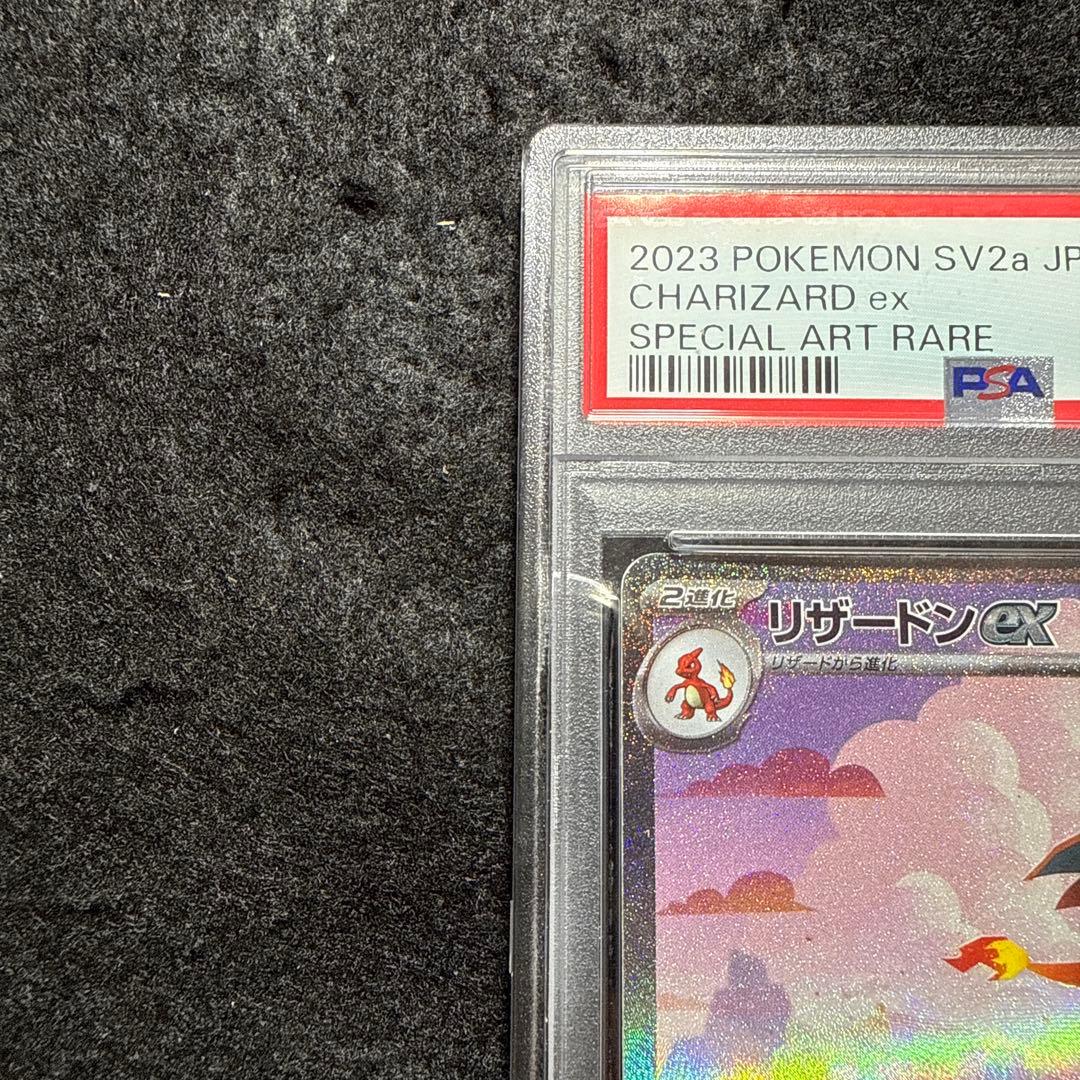 2023 POKEMON SV2a JP
CHARIZARD ex
SPECIAL ART RARE
PSA
2進化
リザードンex
リザードから進化